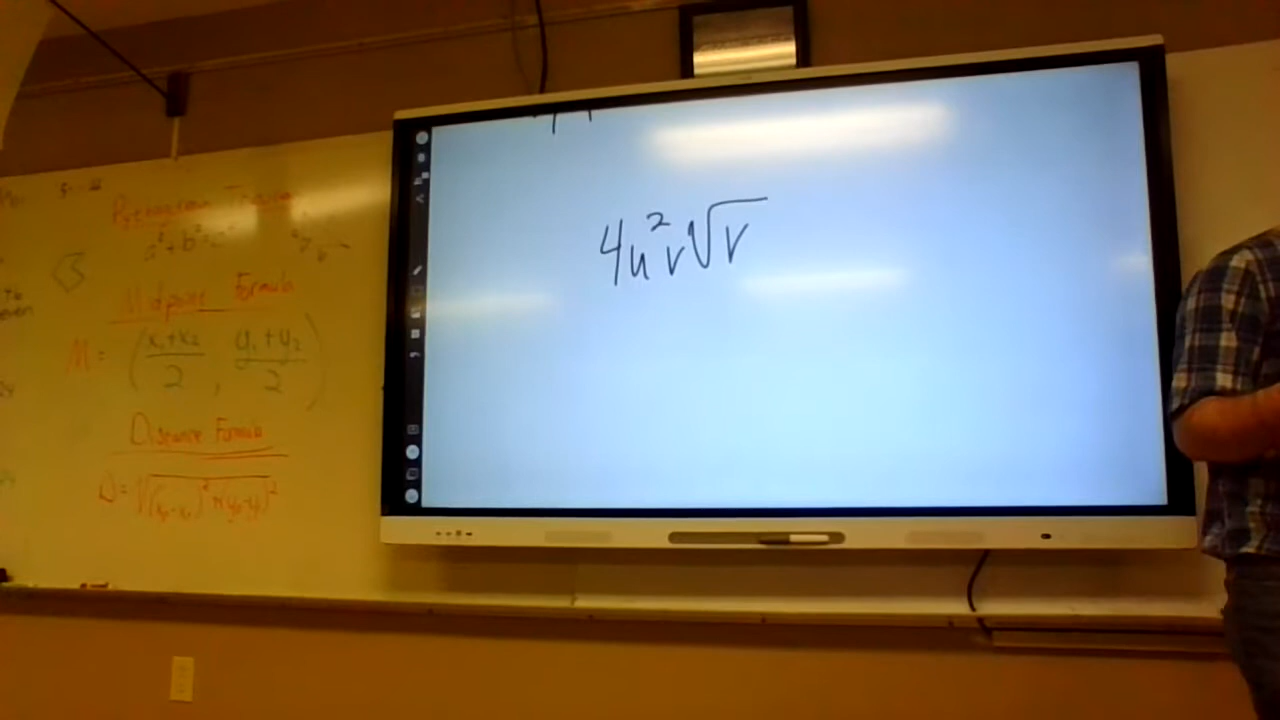 Pythagorean Theorem
a² + b² = c²
Midpoint Formula
M = (x₁+x₂/2, y₁+y₂/2)
Distance Formula
D = √(x₂-x₁)²+(y₂-y₁)²
4u²v√v
even